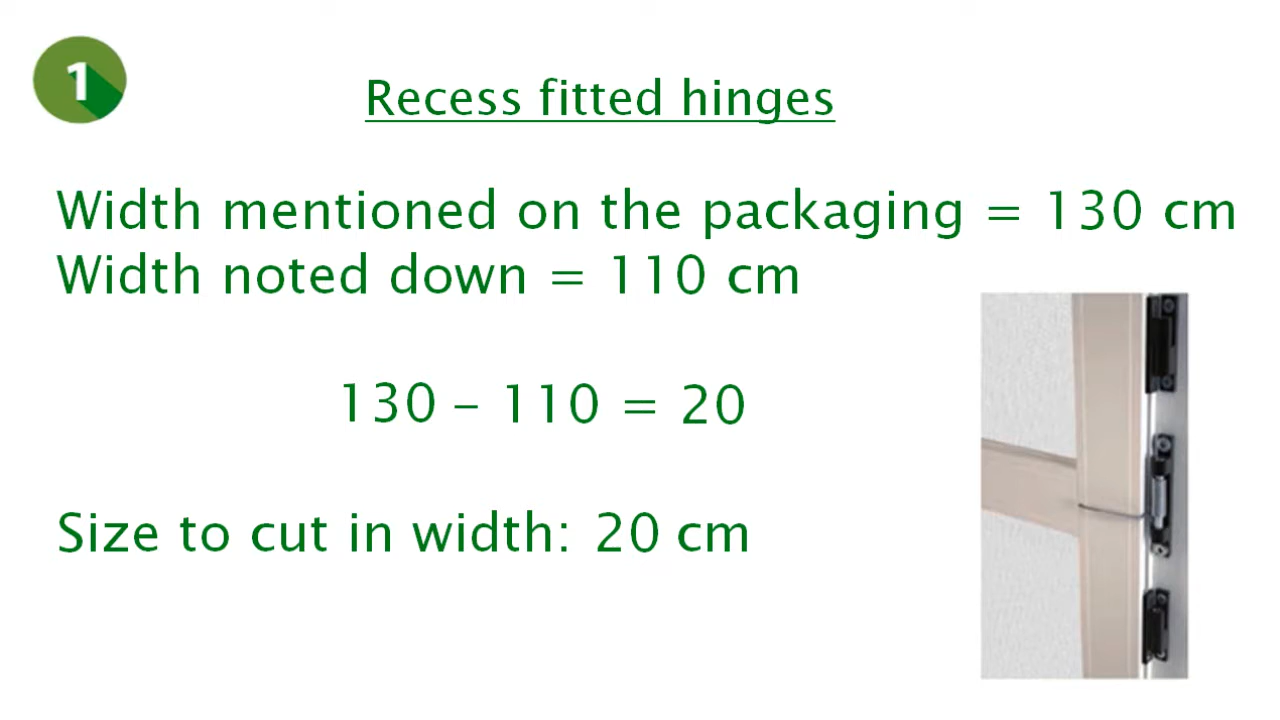 1
Recess fitted hinges
Width mentioned on the packaging = 130 cm
Width noted down = 110 cm
130 – 110 = 20
Size to cut in width: 20 cm